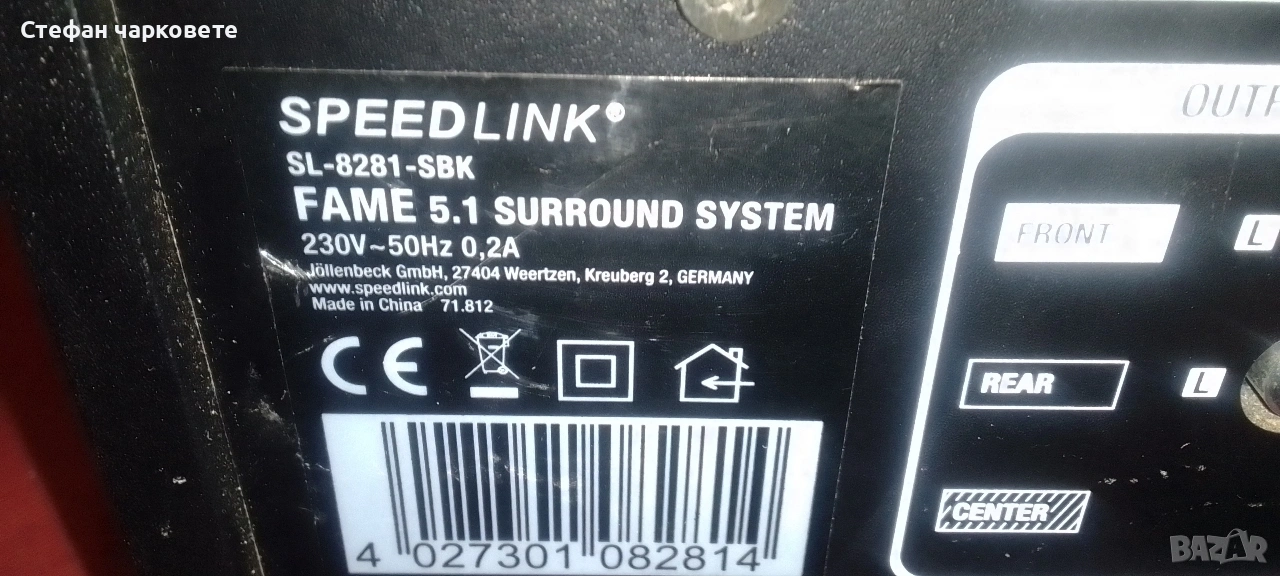 Стефан чарковете
SPEEDLINK®
SL-8281-SBK
FAME 5.1 SURROUND SYSTEM
230V~50Hz 0,2A
Jöllenbeck GmbH, 27404 Weertzen, Kreuberg 2, GERMANY
www.speedlink.com
Made in China 71.812
CE
4 027301 082814
FRONT L
REAR L
CENTER
BAZAR